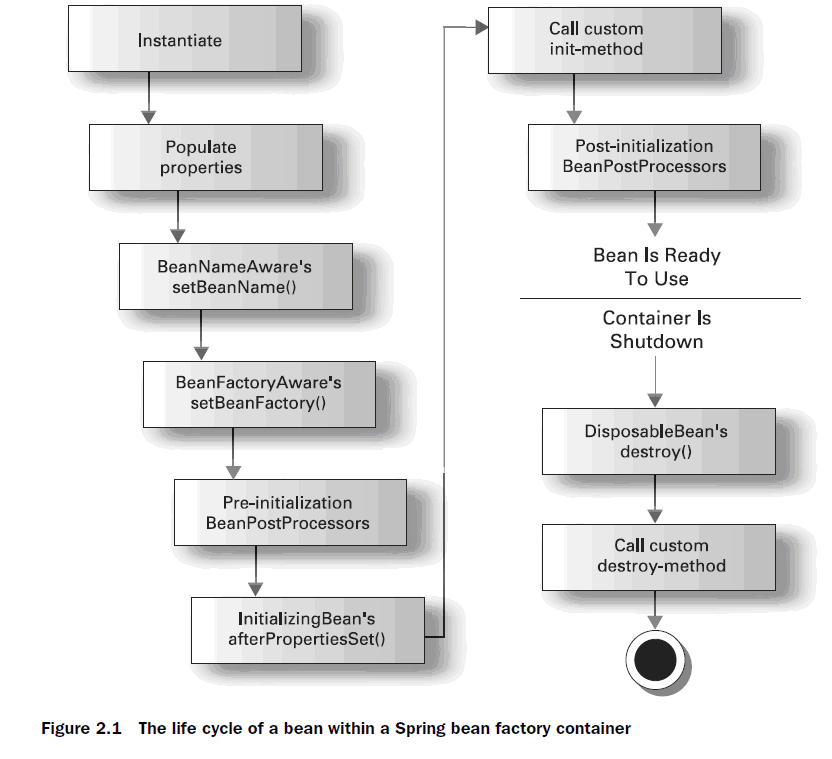 Instantiate
Populate
properties
BeanNameAware's
setBeanName()
BeanFactoryAware's
setBeanFactory()
Pre-initialization
BeanPostProcessors
InitializingBean's
afterPropertiesSet()
Call custom
init-method
Post-initialization
BeanPostProcessors
Bean Is Ready
To Use
Container Is
Shutdown
DisposableBean's
destroy()
Call custom
destroy-method
Figure 2.1 The life cycle of a bean within a Spring bean factory container